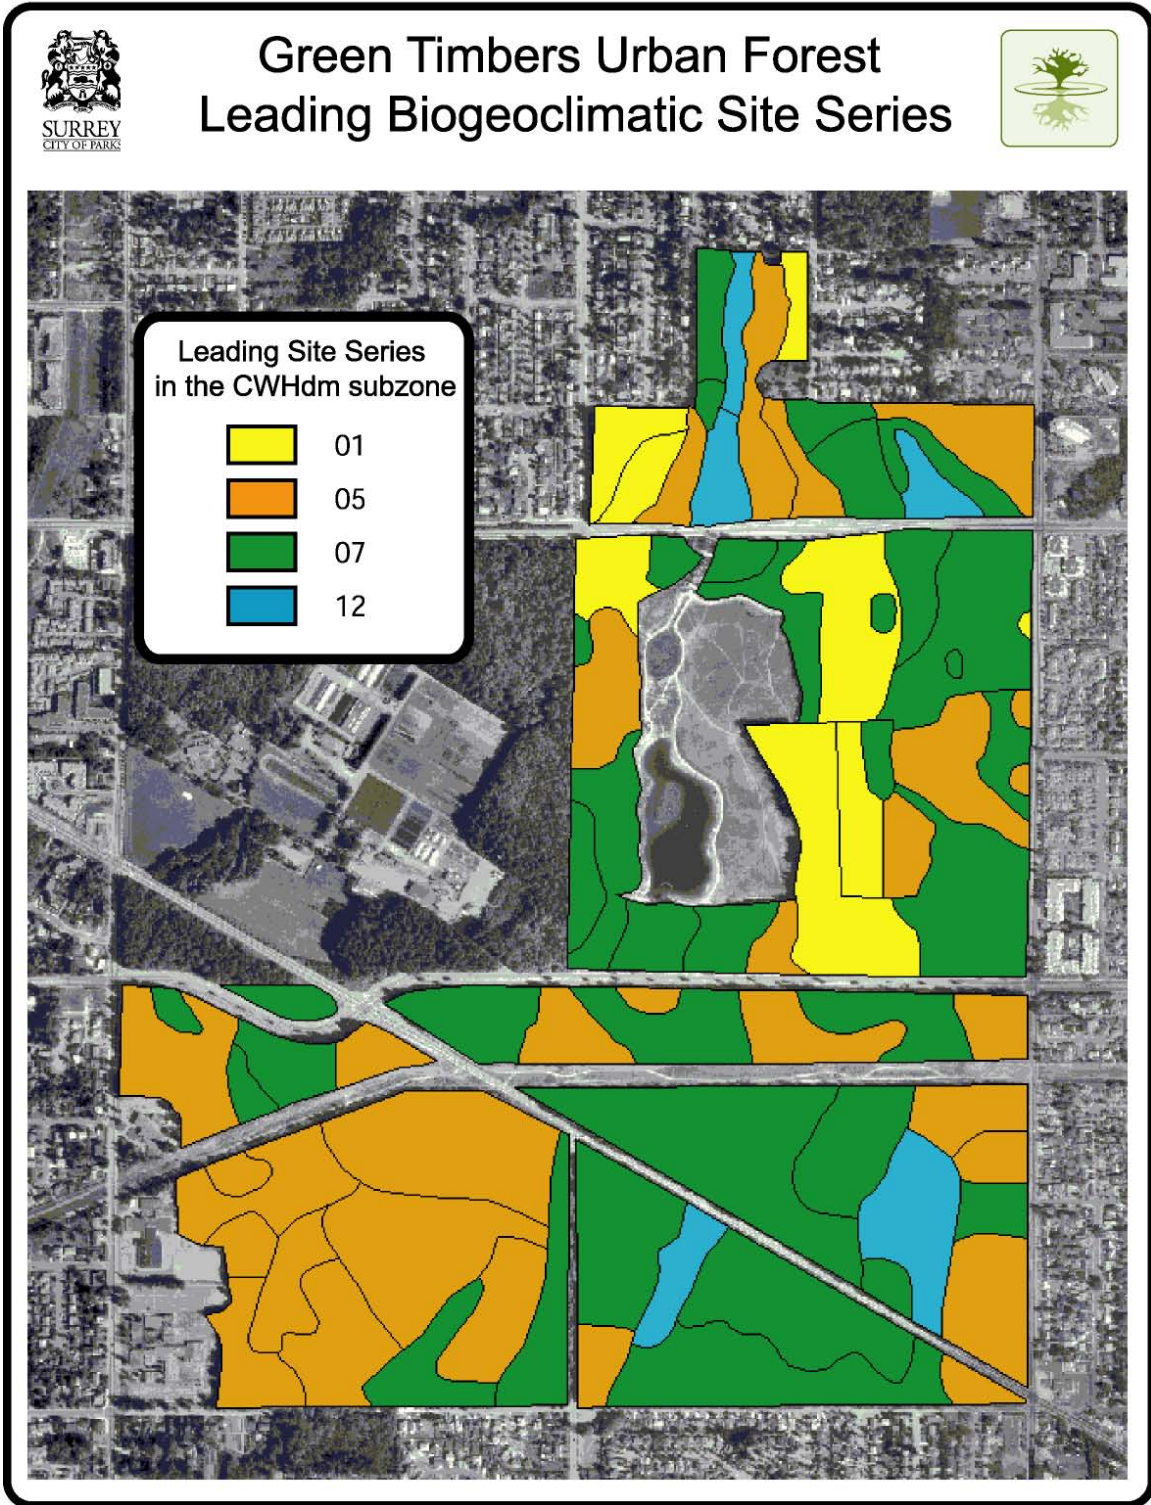 Green Timbers Urban Forest
Leading Biogeoclimatic Site Series
SURREY
CITY OF PARKS
Leading Site Series
in the CWHdm subzone
01
05
07
12